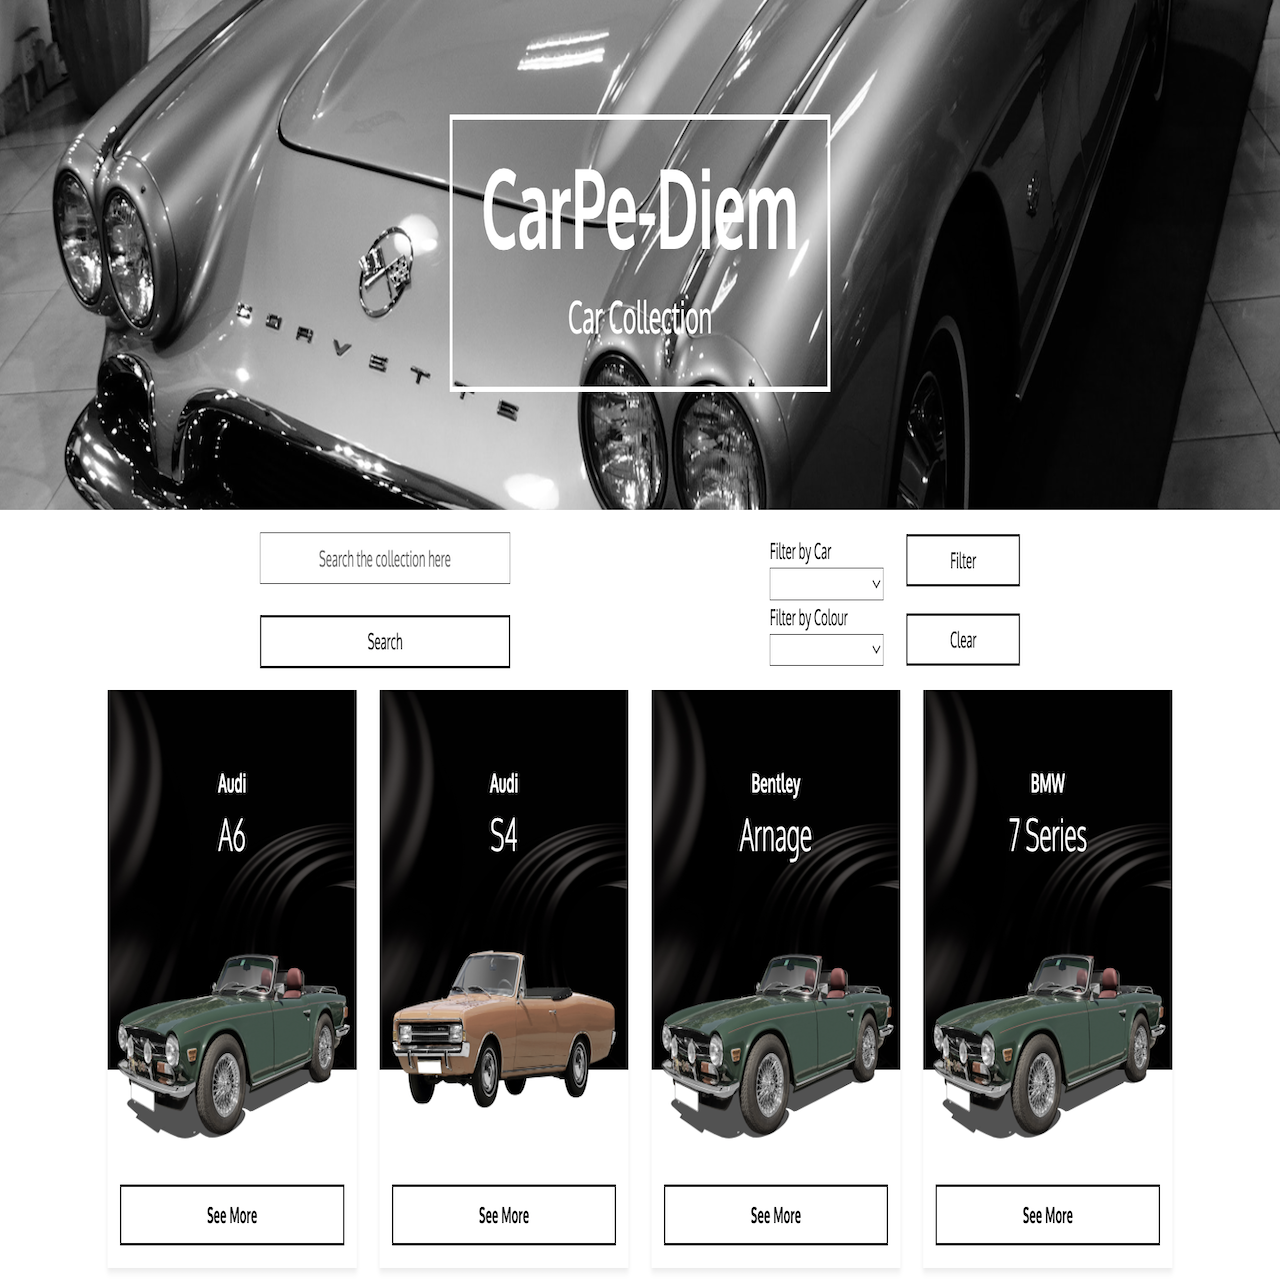 CarPe-Diem
Car Collection
CORVETTE
Search the collection here
Search
Filter by Car
Filter
Filter by Colour
Clear
Audi
A6
Audi
S4
Bentley
Arnage
BMW
7 Series
See More
See More
See More
See More